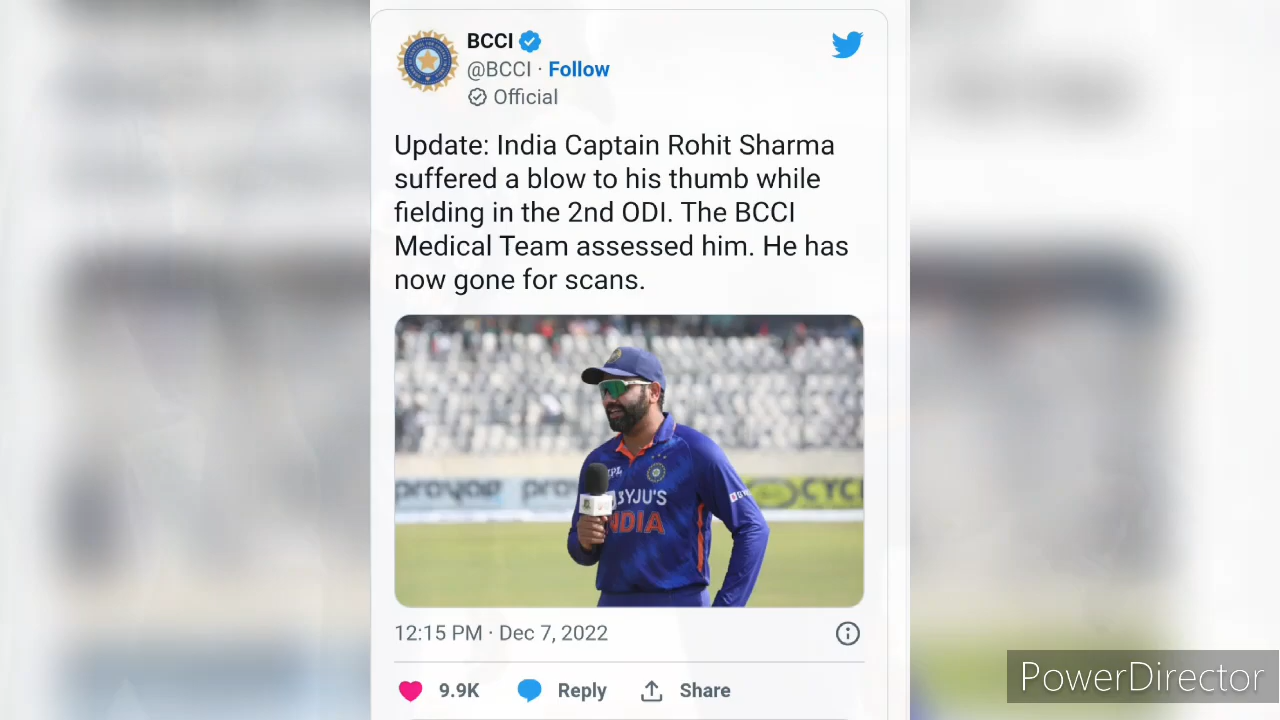 BCCI
@BCCI · Follow
Official
Update: India Captain Rohit Sharma
suffered a blow to his thumb while
fielding in the 2nd ODI. The BCCI
Medical Team assessed him. He has
now gone for scans.
BYJU'S
INDIA
12:15 PM · Dec 7, 2022
9.9K Reply Share
PowerDirector